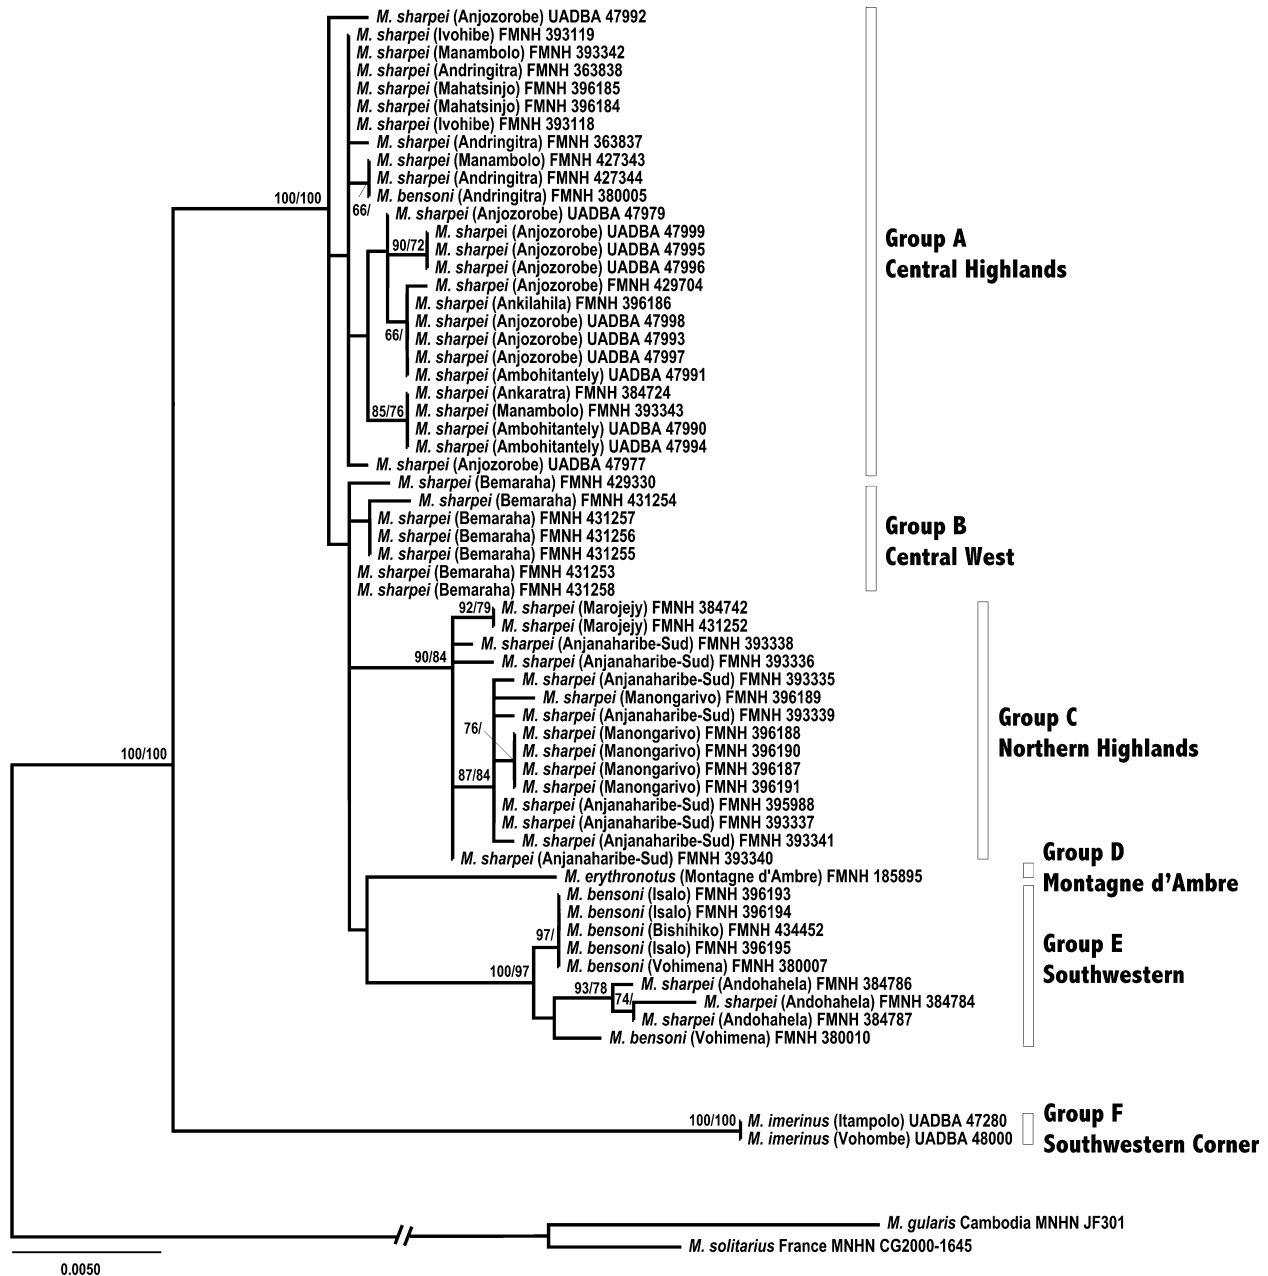 M. sharpei (Anjozorobe) UADBA 47992
M. sharpei (Ivohibe) FMNH 393119
M. sharpei (Manambolo) FMNH 393342
M. sharpei (Andringitra) FMNH 363838
M. sharpei (Mahatsinjo) FMNH 396185
M. sharpei (Mahatsinjo) FMNH 396184
M. sharpei (Ivohibe) FMNH 393118
M. sharpei (Andringitra) FMNH 363837
M. sharpei (Manambolo) FMNH 427343
M. sharpei (Andringitra) FMNH 427344
M. bensoni (Andringitra) FMNH 380005
100/100
66/
M. sharpei (Anjozorobe) UADBA 47979
M. sharpei (Anjozorobe) UADBA 47999
90/72
M. sharpei (Anjozorobe) UADBA 47995
M. sharpei (Anjozorobe) UADBA 47996
M. sharpei (Anjozorobe) FMNH 429704
M. sharpei (Ankilahila) FMNH 396186
M. sharpei (Anjozorobe) UADBA 47998
66/
M. sharpei (Anjozorobe) UADBA 47993
M. sharpei (Anjozorobe) UADBA 47997
M. sharpei (Ambohitantely) UADBA 47991
M. sharpei (Ankaratra) FMNH 384724
85/76
M. sharpei (Manambolo) FMNH 393343
M. sharpei (Ambohitantely) UADBA 47990
M. sharpei (Ambohitantely) UADBA 47994
M. sharpei (Anjozorobe) UADBA 47977
Group A
Central Highlands
M. sharpei (Bemaraha) FMNH 429330
M. sharpei (Bemaraha) FMNH 431254
M. sharpei (Bemaraha) FMNH 431257
M. sharpei (Bemaraha) FMNH 431256
M. sharpei (Bemaraha) FMNH 431255
M. sharpei (Bemaraha) FMNH 431253
M. sharpei (Bemaraha) FMNH 431258
Group B
Central West
92/79
M. sharpei (Marojejy) FMNH 384742
M. sharpei (Marojejy) FMNH 431252
M. sharpei (Anjanaharibe-Sud) FMNH 393338
90/84
M. sharpei (Anjanaharibe-Sud) FMNH 393336
M. sharpei (Anjanaharibe-Sud) FMNH 393335
M. sharpei (Manongarivo) FMNH 396189
M. sharpei (Anjanaharibe-Sud) FMNH 393339
76/
M. sharpei (Manongarivo) FMNH 396188
M. sharpei (Manongarivo) FMNH 396190
M. sharpei (Manongarivo) FMNH 396187
87/84
M. sharpei (Manongarivo) FMNH 396191
M. sharpei (Anjanaharibe-Sud) FMNH 395988
M. sharpei (Anjanaharibe-Sud) FMNH 393337
M. sharpei (Anjanaharibe-Sud) FMNH 393341
M. sharpei (Anjanaharibe-Sud) FMNH 393340
Group C
Northern Highlands
100/100
M. erythronotus (Montagne d'Ambre) FMNH 185895
Group D
Montagne d’Ambre
M. bensoni (Isalo) FMNH 396193
M. bensoni (Isalo) FMNH 396194
M. bensoni (Bishihiko) FMNH 434452
97/
M. bensoni (Isalo) FMNH 396195
M. bensoni (Vohimena) FMNH 380007
100/97
M. sharpei (Andohahela) FMNH 384786
93/78
74/
M. sharpei (Andohahela) FMNH 384784
M. sharpei (Andohahela) FMNH 384787
M. bensoni (Vohimena) FMNH 380010
Group E
Southwestern
100/100
M. imerinus (Itampolo) UADBA 47280
M. imerinus (Vohombe) UADBA 48000
Group F
Southwestern Corner
M. gularis Cambodia MNHN JF301
M. solitarius France MNHN CG2000-1645
0.0050